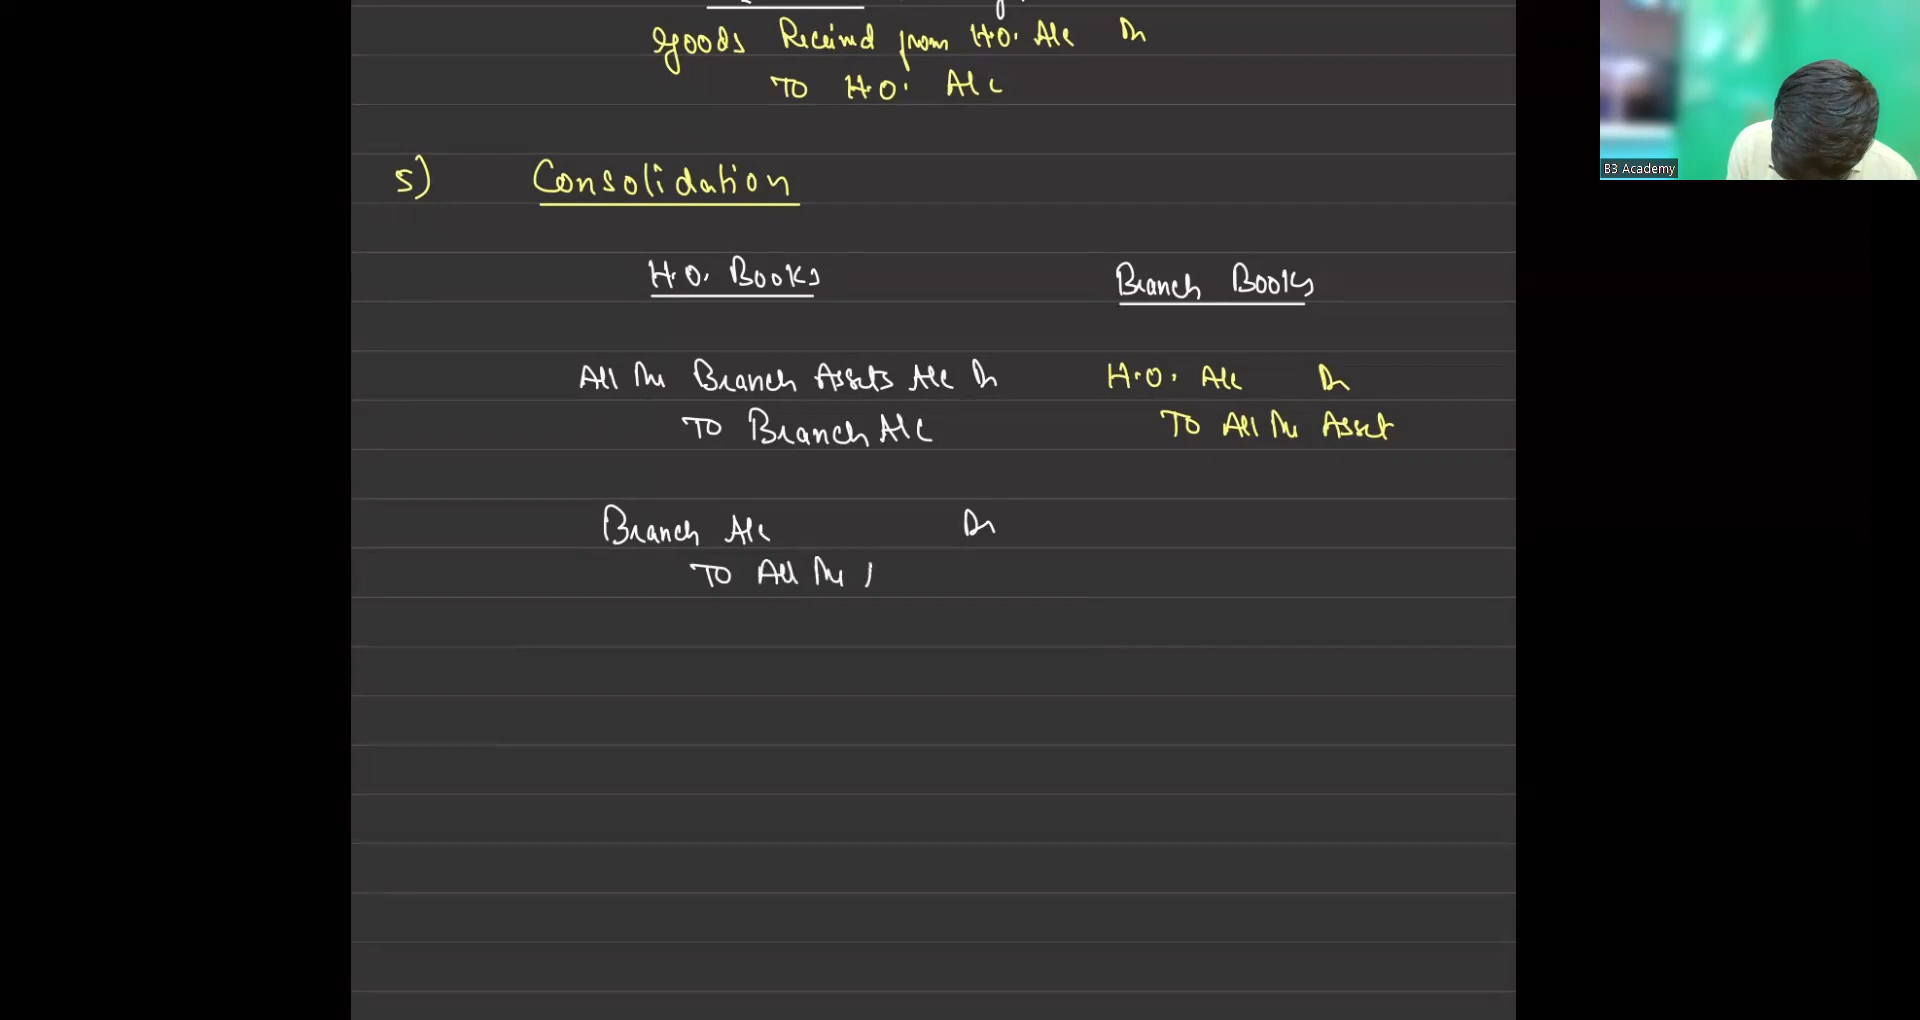 Goods Received from H.O. A/c Dr
To H.O. A/c
B3 Academy
5) Consolidation
H.O. Books
Branch Books
All the Branch Assets A/c Dr
To Branch A/c
H.O. A/c Dr
To All the Asset
Branch A/c Dr
To All the